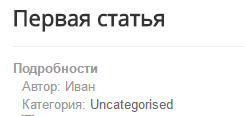 Первая статья
Подробности
Автор: Иван
Категория: Uncategorised